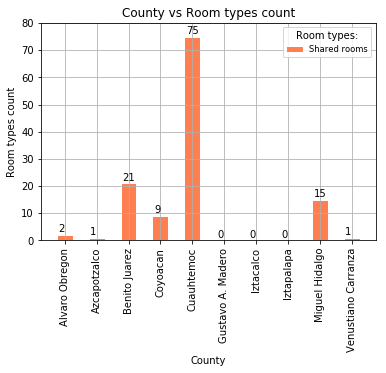 County vs Room types count
Room types:
Shared rooms
Room types count
80
70
60
50
40
30
20
10
0
2
1
21
9
75
0
0
0
15
1
Alvaro Obregon
Azcapotzalco
Benito Juarez
Coyoacan
Cuauhtemoc
Gustavo A. Madero
Iztacalco
Iztapalapa
Miguel Hidalgo
Venustiano Carranza
County